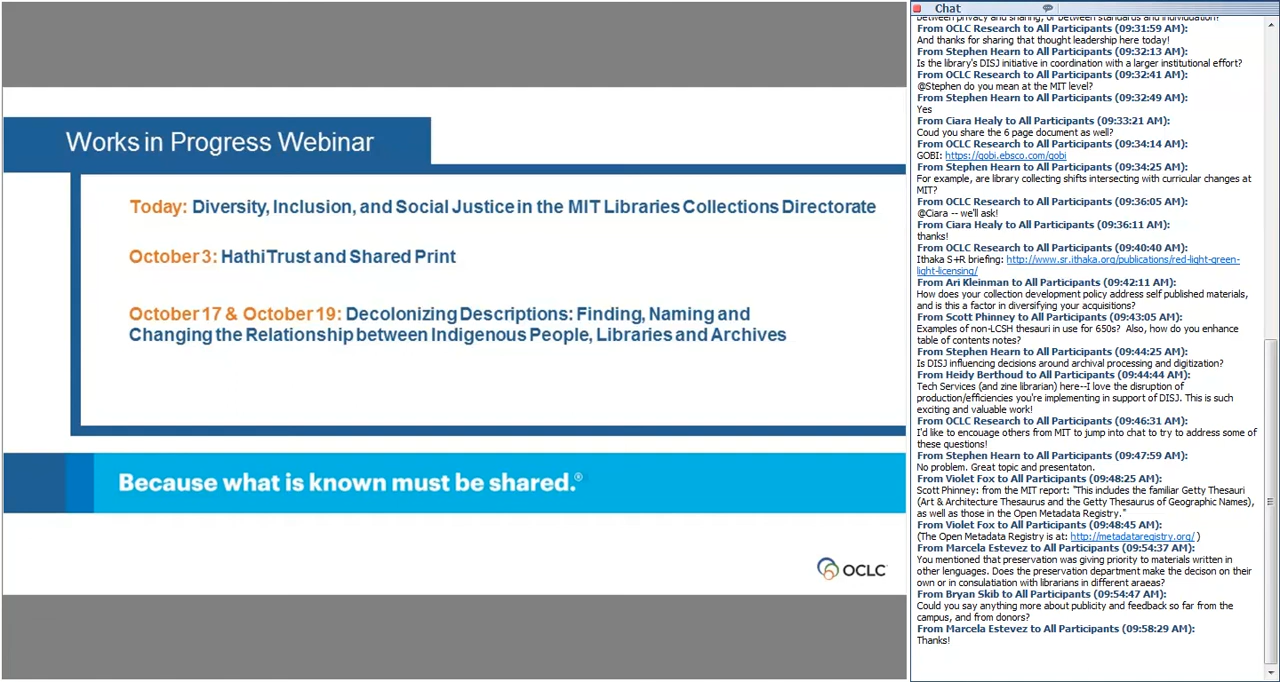 Works in Progress Webinar
Today: Diversity, Inclusion, and Social Justice in the MIT Libraries Collections Directorate
October 3: HathiTrust and Shared Print
October 17 & October 19: Decolonizing Descriptions: Finding, Naming and
Changing the Relationship between Indigenous People, Libraries and Archives
Because what is known must be shared.®
OCLC
Chat
between privacy and sharing, or between standards and individuation?
From OCLC Research to All Participants (09:31:59 AM):
And thanks for sharing that thought leadership here today!
From Stephen Hearn to All Participants (09:32:13 AM):
Is the library's DISJ initiative in coordination with a larger institutional effort?
From OCLC Research to All Participants (09:32:41 AM):
@Stephen do you mean at the MIT level?
From Stephen Hearn to All Participants (09:32:49 AM):
Yes
From Ciara Healy to All Participants (09:33:21 AM):
Coud you share the 6 page document as well?
From OCLC Research to All Participants (09:34:14 AM):
GOBI: https://gobi.ebsco.com/gobi
From Stephen Hearn to All Participants (09:34:25 AM):
For example, are library collecting shifts intersecting with curricular changes at
MIT?
From OCLC Research to All Participants (09:36:05 AM):
@Ciara -- we'll ask!
From Ciara Healy to All Participants (09:36:11 AM):
thanks!
From OCLC Research to All Participants (09:40:40 AM):
Ithaka S+R briefing: http://www.sr.ithaka.org/publications/red-light-green-
light-licensing/
From Ari Kleinman to All Participants (09:42:11 AM):
How does your collection development policy address self published materials,
and is this a factor in diversifying your acquisitions?
From Scott Phinney to All Participants (09:43:05 AM):
Examples of non-LCSH thesauri in use for 650s? Also, how do you enhance
table of contents notes?
From Stephen Hearn to All Participants (09:44:25 AM):
Is DISJ influencing decisions around archival processing and digitization?
From Heidy Berthoud to All Participants (09:44:44 AM):
Tech Services (and zine librarian) here--I love the disruption of
production/efficiencies you're implementing in support of DISJ. This is such
exciting and valuable work!
From OCLC Research to All Participants (09:46:31 AM):
I'd like to encouage others from MIT to jump into chat to try to address some of
these questions!
From Stephen Hearn to All Participants (09:47:59 AM):
No problem. Great topic and presentaton.
From Violet Fox to All Participants (09:48:25 AM):
Scott Phinney: from the MIT report: "This includes the familiar Getty Thesauri
(Art & Architecture Thesaurus and the Getty Thesaurus of Geographic Names),
as well as those in the Open Metadata Registry."
From Violet Fox to All Participants (09:48:45 AM):
(The Open Metadata Registry is at: http://metadataregistry.org/ )
From Marcela Estevez to All Participants (09:54:37 AM):
You mentioned that preservation was giving priority to materials written in
other lenguages. Does the preservation department make the decison on their
own or in consulatiation with librarians in different araeas?
From Bryan Skib to All Participants (09:54:47 AM):
Could you say anything more about publicity and feedback so far from the
campus, and from donors?
From Marcela Estevez to All Participants (09:58:29 AM):
Thanks!